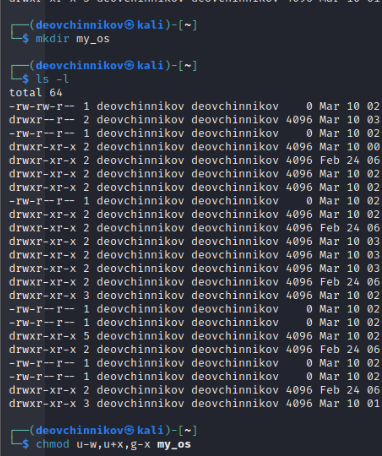 drwxr-xr-x 3 deovchinnikov deovchinnikov 4096 Mar 10 01
┌──(deovchinnikov㉿kali)-[~]
└─$ mkdir my_os
┌──(deovchinnikov㉿kali)-[~]
└─$ ls -l
total 64
-rw-rw-r-- 1 deovchinnikov deovchinnikov    0 Mar 10 02
drwxr--r-- 2 deovchinnikov deovchinnikov 4096 Mar 10 03
-rw-r--r-- 1 deovchinnikov deovchinnikov    0 Mar 10 02
drwxr-xr-x 2 deovchinnikov deovchinnikov 4096 Mar 10 00
drwxr-xr-x 2 deovchinnikov deovchinnikov 4096 Feb 24 06
drwxr-xr-x 2 deovchinnikov deovchinnikov 4096 Mar 10 02
drwxr-xr-x 2 deovchinnikov deovchinnikov 4096 Mar 10 02
-rw-r--r-- 1 deovchinnikov deovchinnikov    0 Mar 10 02
drwxr-xr-x 2 deovchinnikov deovchinnikov 4096 Mar 10 02
drwxr-xr-x 2 deovchinnikov deovchinnikov 4096 Feb 24 06
drwxr-xr-x 2 deovchinnikov deovchinnikov 4096 Mar 10 03
drwxr-xr-x 2 deovchinnikov deovchinnikov 4096 Mar 10 03
drwxr-xr-x 2 deovchinnikov deovchinnikov 4096 Mar 10 03
drwxr-xr-x 2 deovchinnikov deovchinnikov 4096 Feb 24 06
drwxr-xr-x 3 deovchinnikov deovchinnikov 4096 Mar 10 02
-rw-r--r-- 1 deovchinnikov deovchinnikov    0 Mar 10 02
-rw-r--r-- 1 deovchinnikov deovchinnikov    0 Mar 10 03
drwxr-xr-x 5 deovchinnikov deovchinnikov 4096 Mar 10 02
drwxr-xr-x 2 deovchinnikov deovchinnikov 4096 Feb 24 06
-rw-r--r-- 1 deovchinnikov deovchinnikov    0 Mar 10 02
-rw-r--r-- 1 deovchinnikov deovchinnikov    0 Mar 10 02
drwxr-xr-x 2 deovchinnikov deovchinnikov 4096 Feb 24 06
drwxr-xr-x 3 deovchinnikov deovchinnikov 4096 Mar 10 01
┌──(deovchinnikov㉿kali)-[~]
└─$ chmod u-w,u+x,g-x my_os